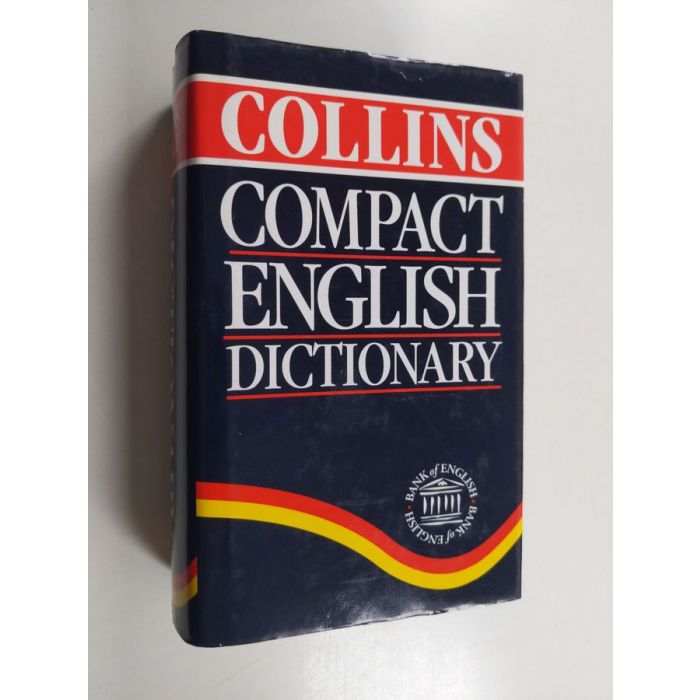 COLLINS
COMPACT
ENGLISH
DICTIONARY
BANK of ENGLISH · BANK of ENGLISH ·